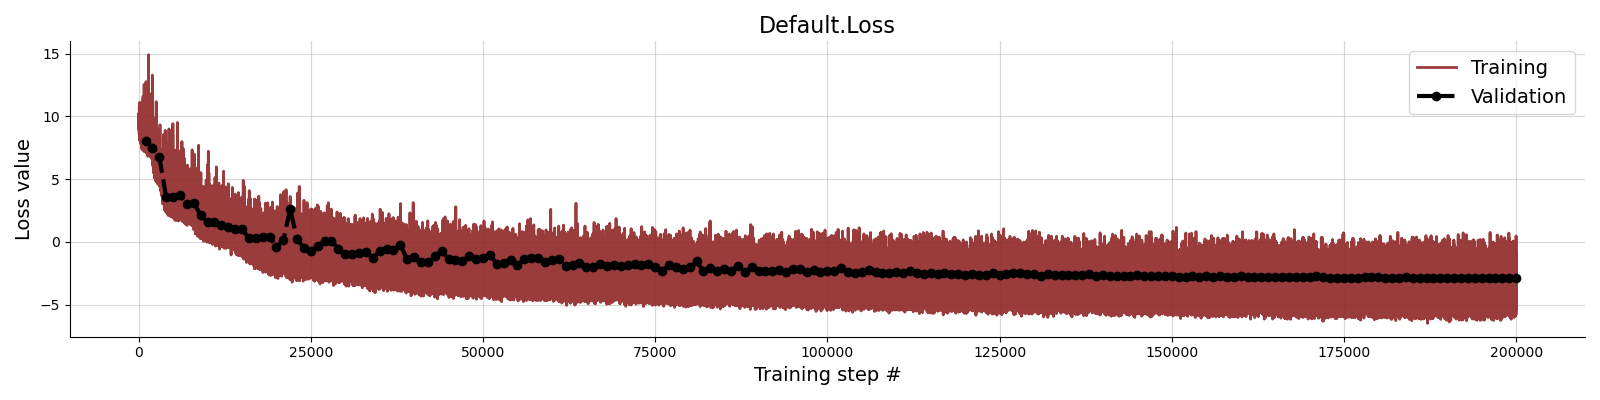 Default.Loss
Training
Validation
Loss value
15
10
5
0
−5
0
25000
50000
75000
100000
125000
150000
175000
200000
Training step #